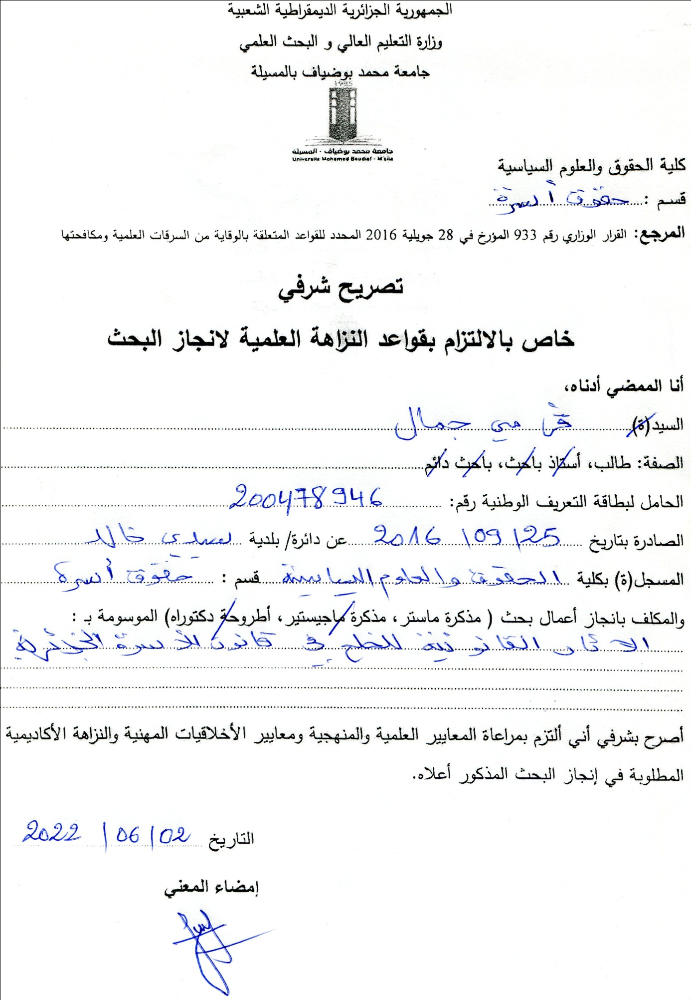 الجمهورية الجزائرية الديمقراطية الشعبية
وزارة التعليم العالي و البحث العلمي
جامعة محمد بوضياف بالمسيلة
1985
جامعة محمد بوضياف - المسيلة
Université Mohamed Boudiaf - M'sila
كلية الحقوق والعلوم السياسية
قسم : حقوق أسرة
المرجع: القرار الوزاري رقم 933 المؤرخ في 28 جويلية 2016 المحدد للقواعد المتعلقة بالوقاية من السرقات العلمية ومكافحتها
تصريح شرفي
خاص بالالتزام بقواعد النزاهة العلمية لانجاز البحث
أنا الممضي أدناه،
السيد(ة) قرميي جمال
الصفة: طالب، أستاذ باحث، باحث دائم
الحامل لبطاقة التعريف الوطنية رقم: 200478946
الصادرة بتاريخ 25/09/2016 عن دائرة/ بلدية سيدي خالد
المسجل(ة) بكلية الحقوق والعلوم السياسية قسم : حقوق أسرة
والمكلف بانجاز أعمال بحث ( مذكرة ماستر، مذكرة ماجيستير، أطروحة دكتوراه) الموسومة بـ :
الاثار القانونية للخلع في قانون الأسرة الجزائرية
أصرح بشرفي أني ألتزم بمراعاة المعايير العلمية والمنهجية ومعايير الأخلاقيات المهنية والنزاهة الأكاديمية
المطلوبة في إنجاز البحث المذكور أعلاه.
التاريخ 02/06/2022
إمضاء المعني